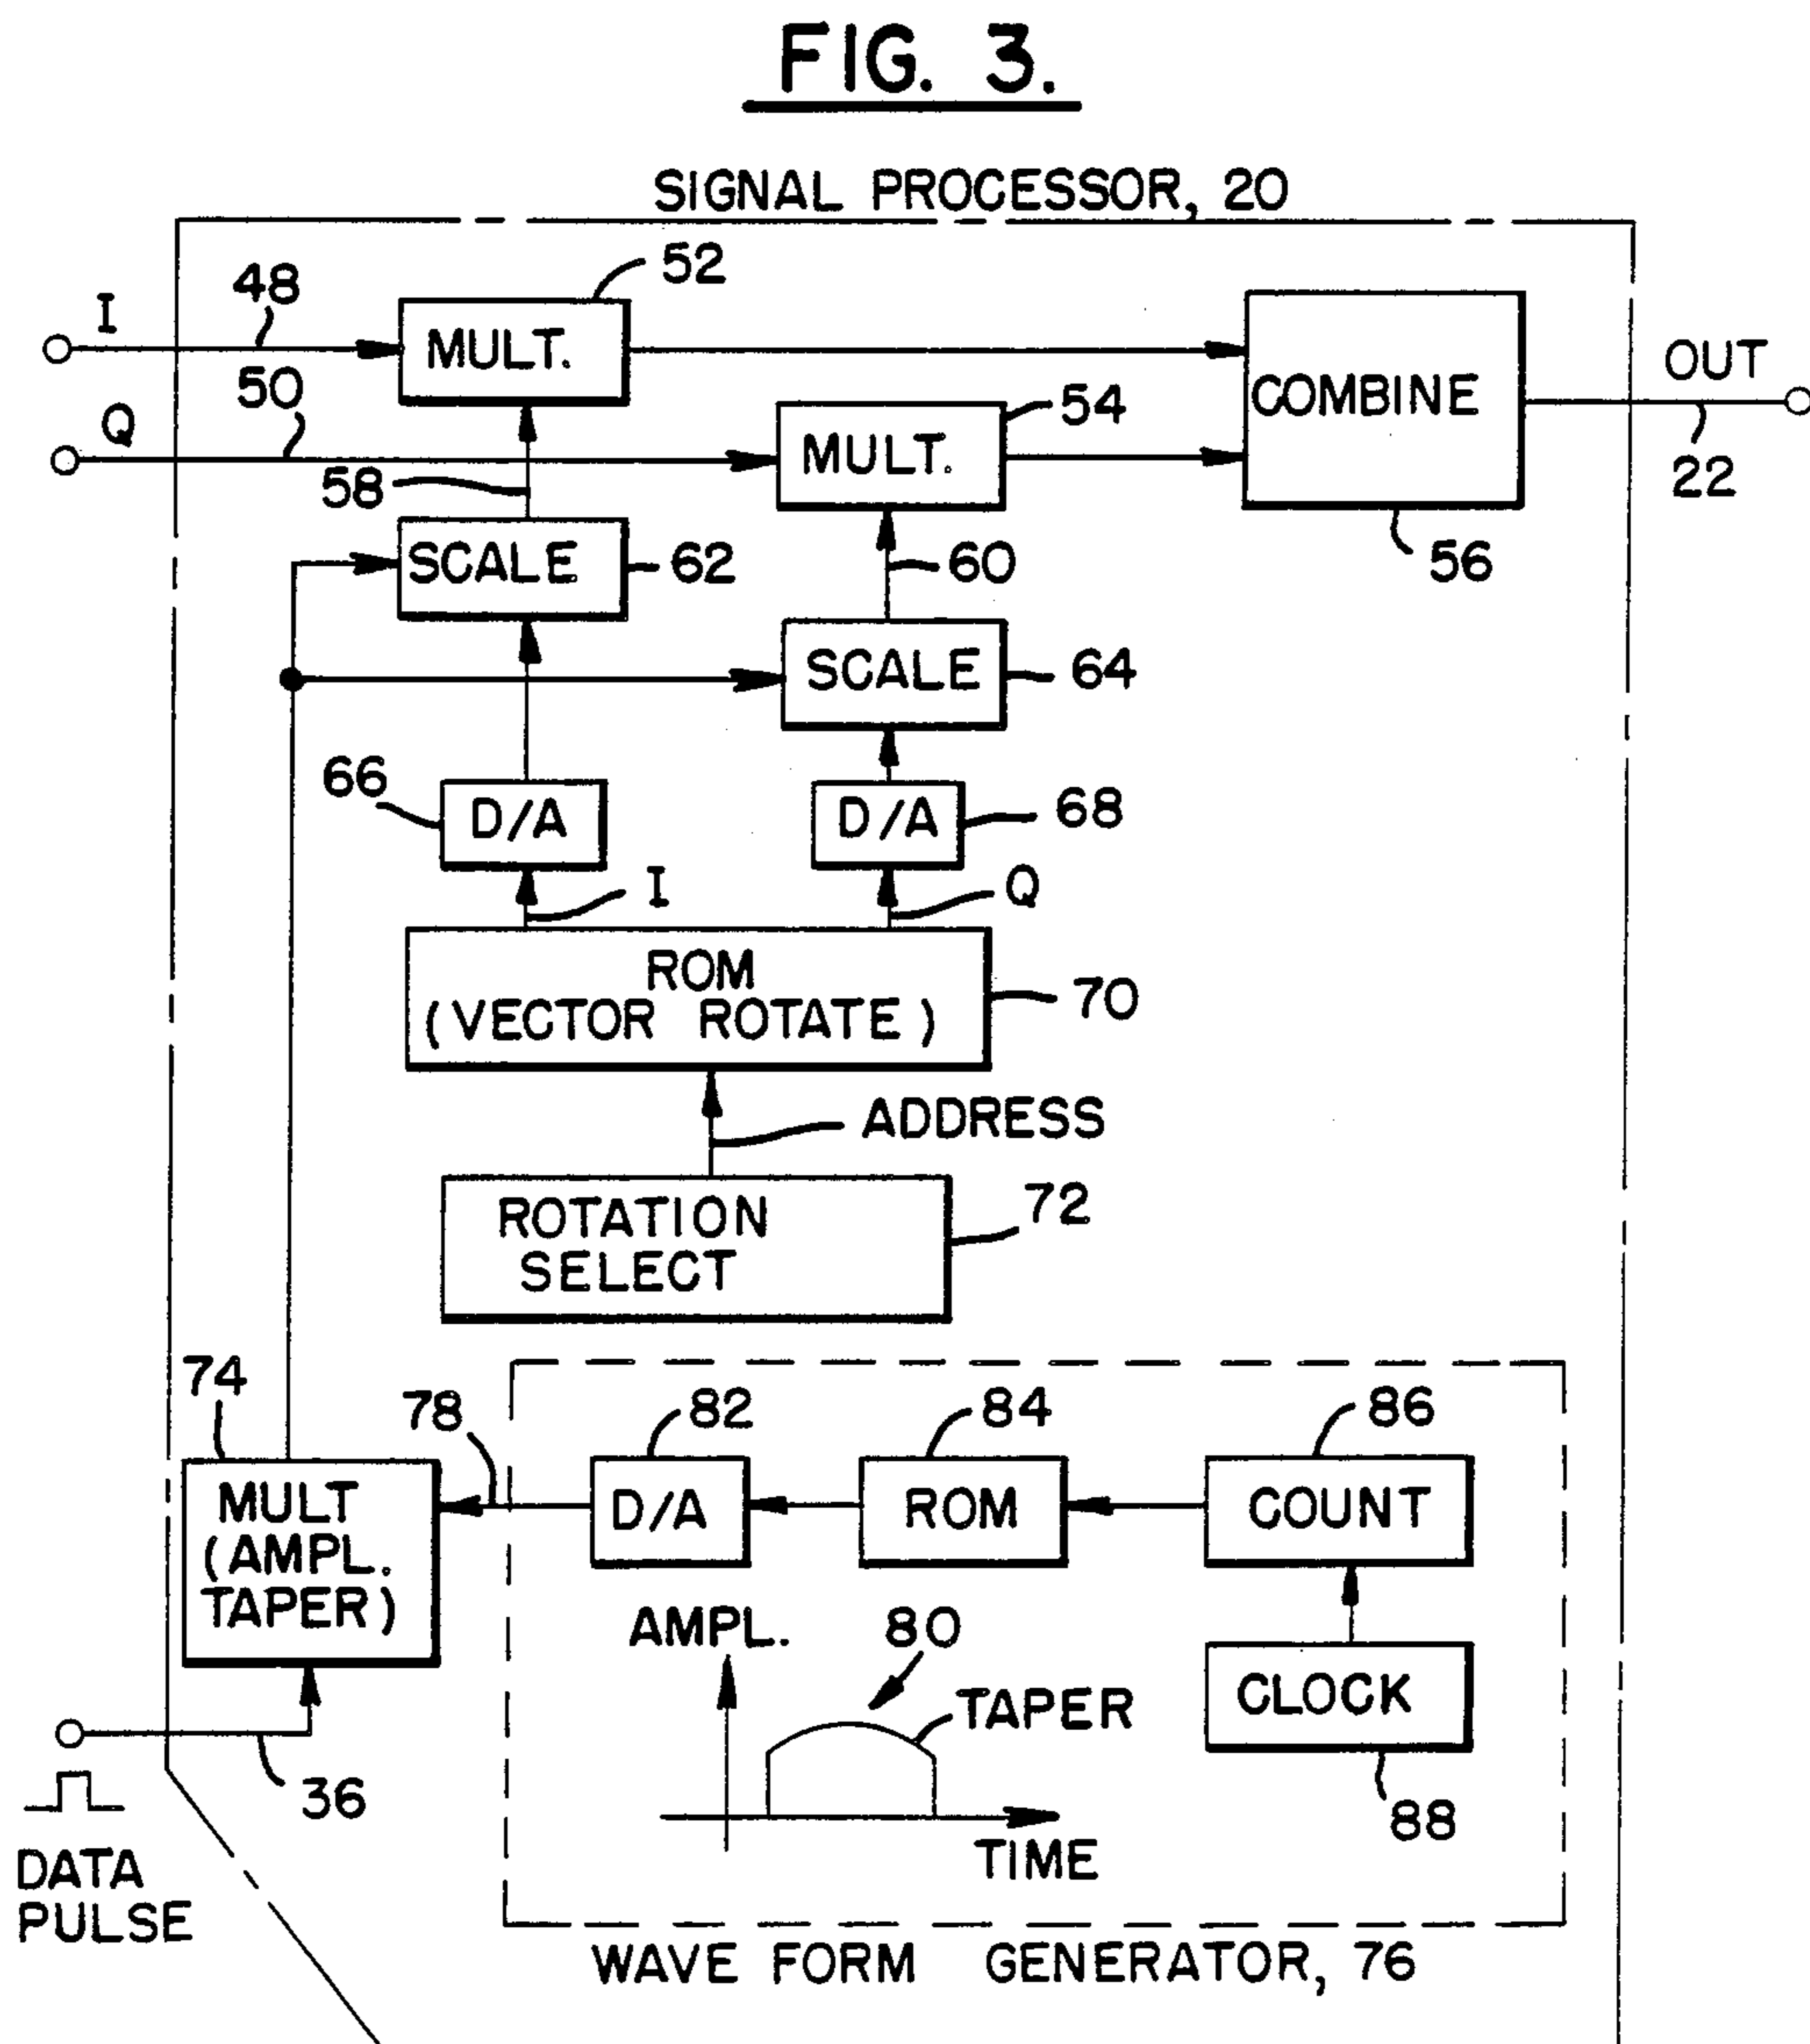 FIG. 3.
SIGNAL PROCESSOR, 20
I
48
52
MULT.
Q
50
54
MULT.
COMBINE
OUT
22
56
58
SCALE
62
60
SCALE
64
66
D/A
D/A
68
I
Q
ROM
(VECTOR ROTATE)
70
ADDRESS
ROTATION
SELECT
72
74
MULT
(AMPL.
TAPER)
78
82
D/A
84
ROM
86
COUNT
AMPL.
80
TAPER
TIME
CLOCK
88
36
DATA
PULSE
WAVE FORM GENERATOR, 76